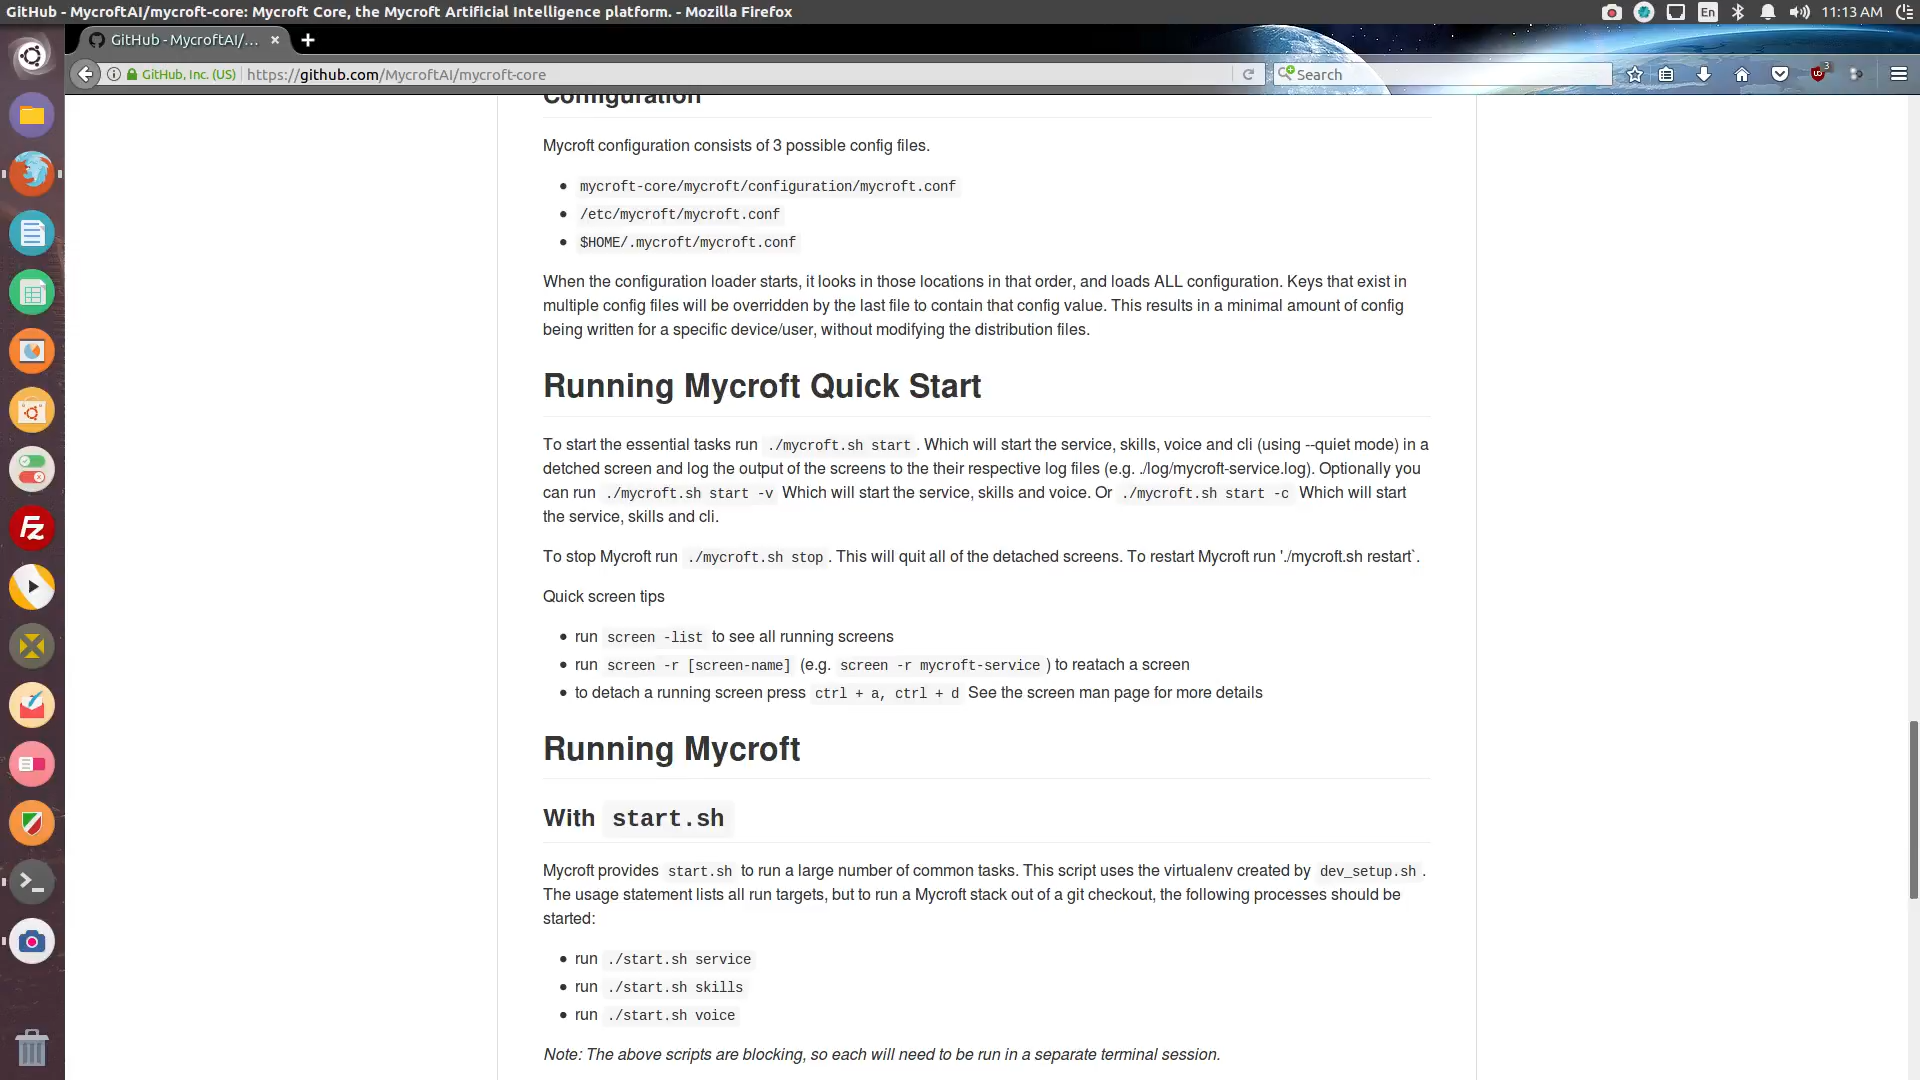 GitHub - MycroftAI/mycroft-core: Mycroft Core, the Mycroft Artificial Intelligence platform. - Mozilla Firefox
En
11:13 AM
GitHub - MycroftAI/...
GitHub, Inc. (US)
https://github.com/MycroftAI/mycroft-core
Search
3
Configuration
Mycroft configuration consists of 3 possible config files.
mycroft-core/mycroft/configuration/mycroft.conf
/etc/mycroft/mycroft.conf
$HOME/.mycroft/mycroft.conf
When the configuration loader starts, it looks in those locations in that order, and loads ALL configuration. Keys that exist in
multiple config files will be overridden by the last file to contain that config value. This results in a minimal amount of config
being written for a specific device/user, without modifying the distribution files.
Running Mycroft Quick Start
To start the essential tasks run ./mycroft.sh start . Which will start the service, skills, voice and cli (using --quiet mode) in a
detched screen and log the output of the screens to the their respective log files (e.g. ./log/mycroft-service.log). Optionally you
can run ./mycroft.sh start -v Which will start the service, skills and voice. Or ./mycroft.sh start -c Which will start
the service, skills and cli.
To stop Mycroft run ./mycroft.sh stop . This will quit all of the detached screens. To restart Mycroft run './mycroft.sh restart`.
Quick screen tips
run screen -list to see all running screens
run screen -r [screen-name] (e.g. screen -r mycroft-service ) to reatach a screen
to detach a running screen press ctrl + a, ctrl + d See the screen man page for more details
Running Mycroft
With start.sh
Mycroft provides start.sh to run a large number of common tasks. This script uses the virtualenv created by dev_setup.sh .
The usage statement lists all run targets, but to run a Mycroft stack out of a git checkout, the following processes should be
started:
run ./start.sh service
run ./start.sh skills
run ./start.sh voice
Note: The above scripts are blocking, so each will need to be run in a separate terminal session.